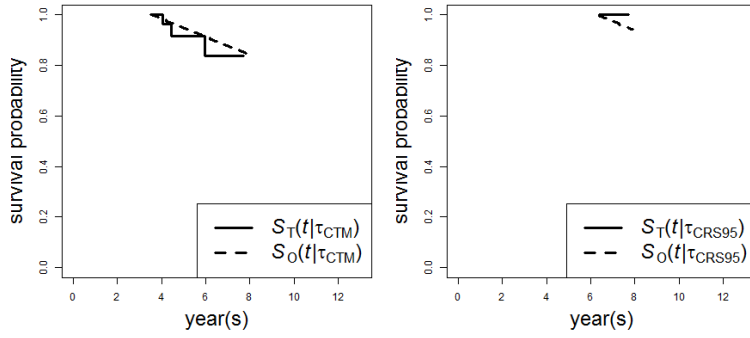 survival probability
1.0
0.8
0.6
0.4
0.2
0.0
S_T(t|τ_CTM)
S_O(t|τ_CTM)
0 2 4 6 8 10 12
year(s)
survival probability
1.0
0.8
0.6
0.4
0.2
0.0
S_T(t|τ_CRS95)
S_O(t|τ_CRS95)
0 2 4 6 8 10 12
year(s)